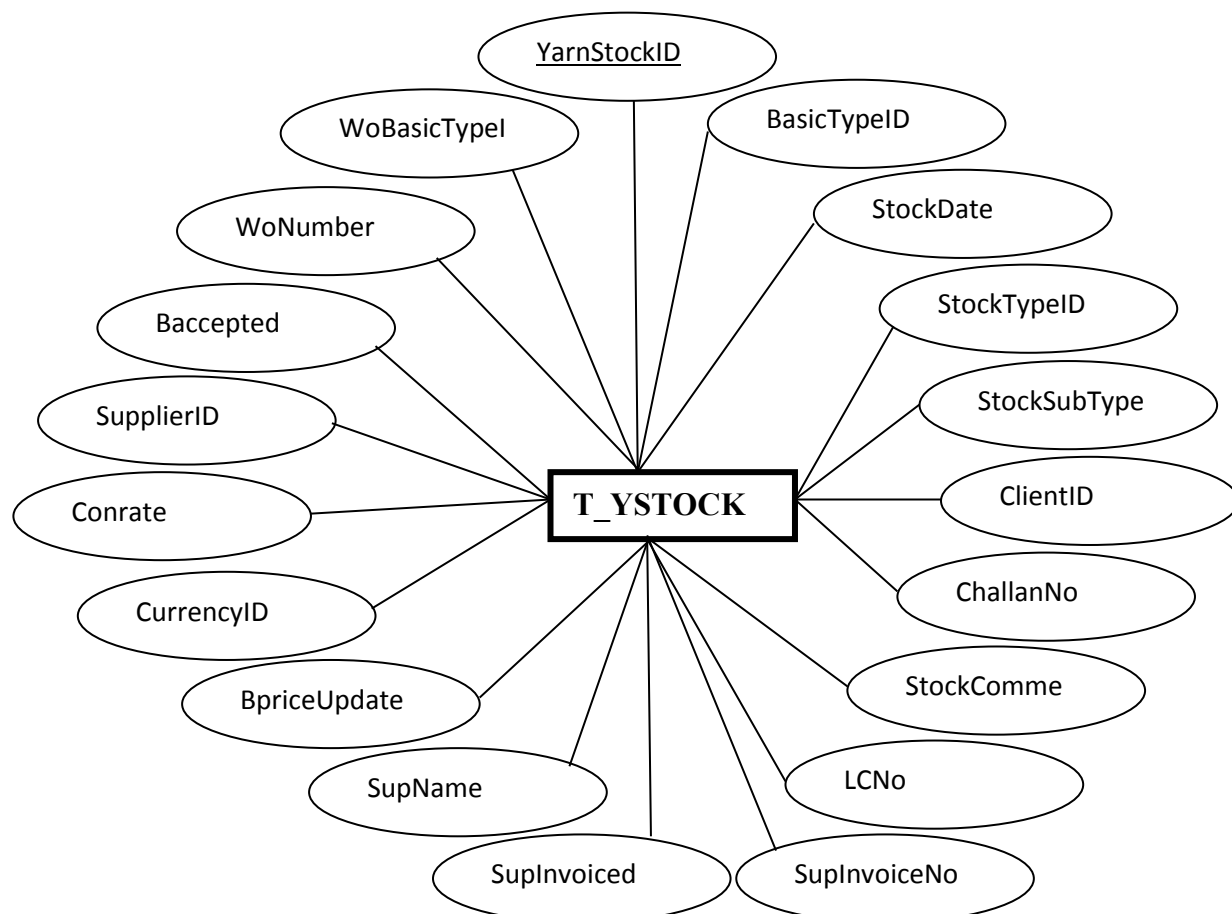 YarnStockID
WoBasicTypeI
BasicTypeID
WoNumber
StockDate
Baccepted
StockTypeID
SupplierID
StockSubType
Conrate
T_YSTOCK
ClientID
CurrencyID
ChallanNo
BpriceUpdate
StockComme
SupName
LCNo
SupInvoiced
SupInvoiceNo